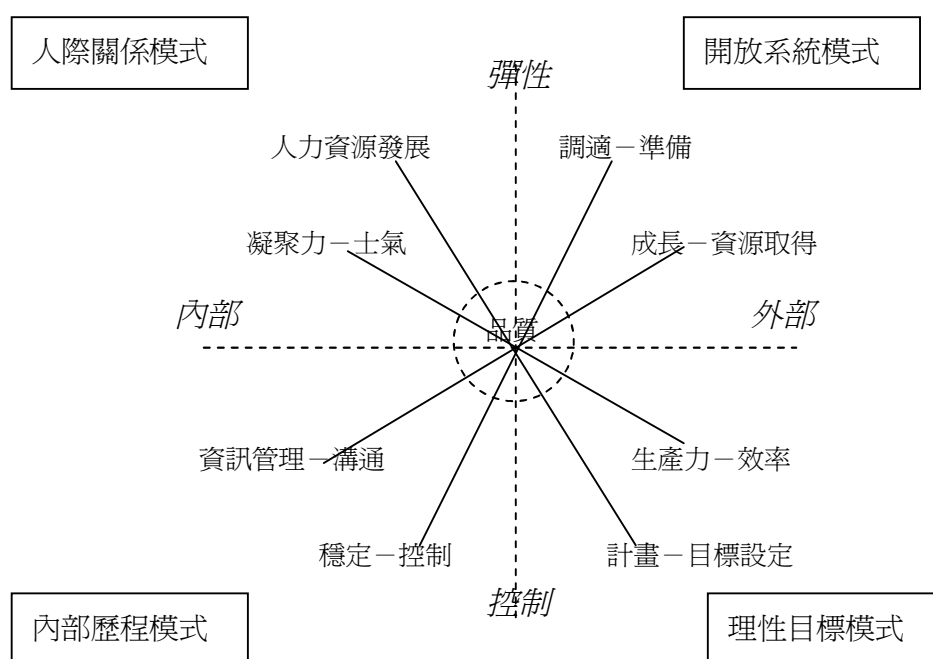 人際關係模式
開放系統模式
彈性
人力資源發展
調適－準備
凝聚力－士氣
成長－資源取得
內部
品質
外部
資訊管理－溝通
生產力－效率
穩定－控制
計畫－目標設定
控制
內部歷程模式
理性目標模式